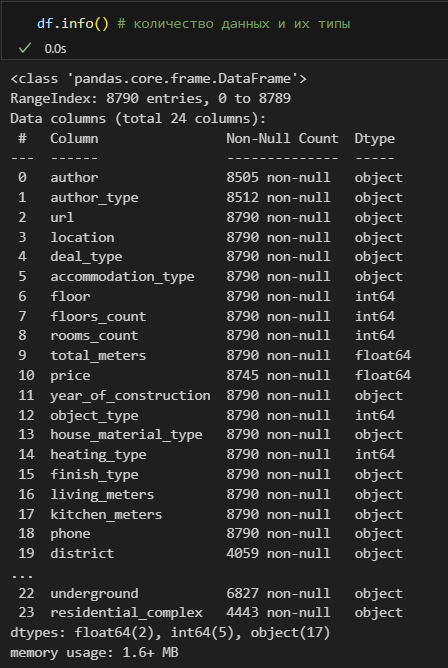 df.info() # количество данных и их типы
0.0s
<class 'pandas.core.frame.DataFrame'>
RangeIndex: 8790 entries, 0 to 8789
Data columns (total 24 columns):
 #   Column                Non-Null Count  Dtype
---  ------                --------------  -----
 0   author                8505 non-null   object
 1   author_type           8512 non-null   object
 2   url                   8790 non-null   object
 3   location              8790 non-null   object
 4   deal_type             8790 non-null   object
 5   accommodation_type    8790 non-null   object
 6   floor                 8790 non-null   int64
 7   floors_count          8790 non-null   int64
 8   rooms_count           8790 non-null   int64
 9   total_meters          8790 non-null   float64
 10  price                 8745 non-null   float64
 11  year_of_construction  8790 non-null   object
 12  object_type           8790 non-null   int64
 13  house_material_type   8790 non-null   object
 14  heating_type          8790 non-null   int64
 15  finish_type           8790 non-null   object
 16  living_meters         8790 non-null   object
 17  kitchen_meters        8790 non-null   object
 18  phone                 8790 non-null   object
 19  district              4059 non-null   object
...
 22  underground           6827 non-null   object
 23  residential_complex   4443 non-null   object
dtypes: float64(2), int64(5), object(17)
memory usage: 1.6+ MB